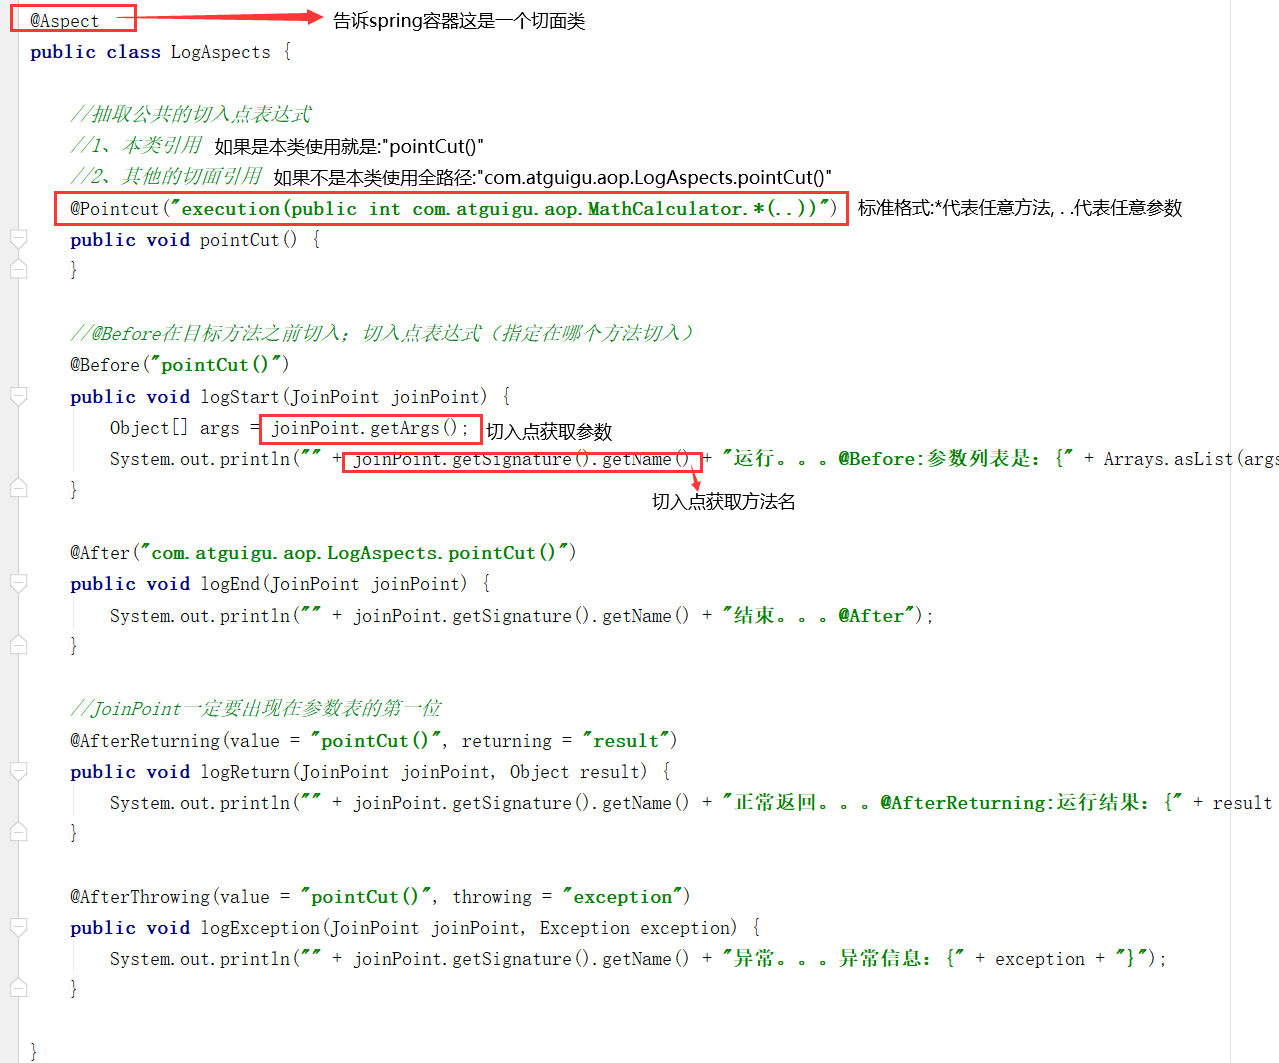 @Aspect 告诉spring容器这是一个切面类
public class LogAspects {
//抽取公共的切入点表达式
//1、本类引用 如果是本类使用就是:"pointCut()"
//2、其他的切面引用 如果不是本类使用全路径:"com.atguigu.aop.LogAspects.pointCut()"
@Pointcut("execution(public int com.atguigu.aop.MathCalculator.*(..))") 标准格式:*代表任意方法, . .代表任意参数
public void pointCut() {
}
//@Before在目标方法之前切入；切入点表达式（指定在哪个方法切入）
@Before("pointCut()")
public void logStart(JoinPoint joinPoint) {
Object[] args = joinPoint.getArgs(); 切入点获取参数
System.out.println("" + joinPoint.getSignature().getName() + "运行。。。@Before:参数列表是：{" + Arrays.asList(args
}
切入点获取方法名
@After("com.atguigu.aop.LogAspects.pointCut()")
public void logEnd(JoinPoint joinPoint) {
System.out.println("" + joinPoint.getSignature().getName() + "结束。。。@After");
}
//JoinPoint一定要出现在参数表的第一位
@AfterReturning(value = "pointCut()", returning = "result")
public void logReturn(JoinPoint joinPoint, Object result) {
System.out.println("" + joinPoint.getSignature().getName() + "正常返回。。。@AfterReturning:运行结果：{" + result
}
@AfterThrowing(value = "pointCut()", throwing = "exception")
public void logException(JoinPoint joinPoint, Exception exception) {
System.out.println("" + joinPoint.getSignature().getName() + "异常。。。异常信息：{" + exception + "}");
}
}